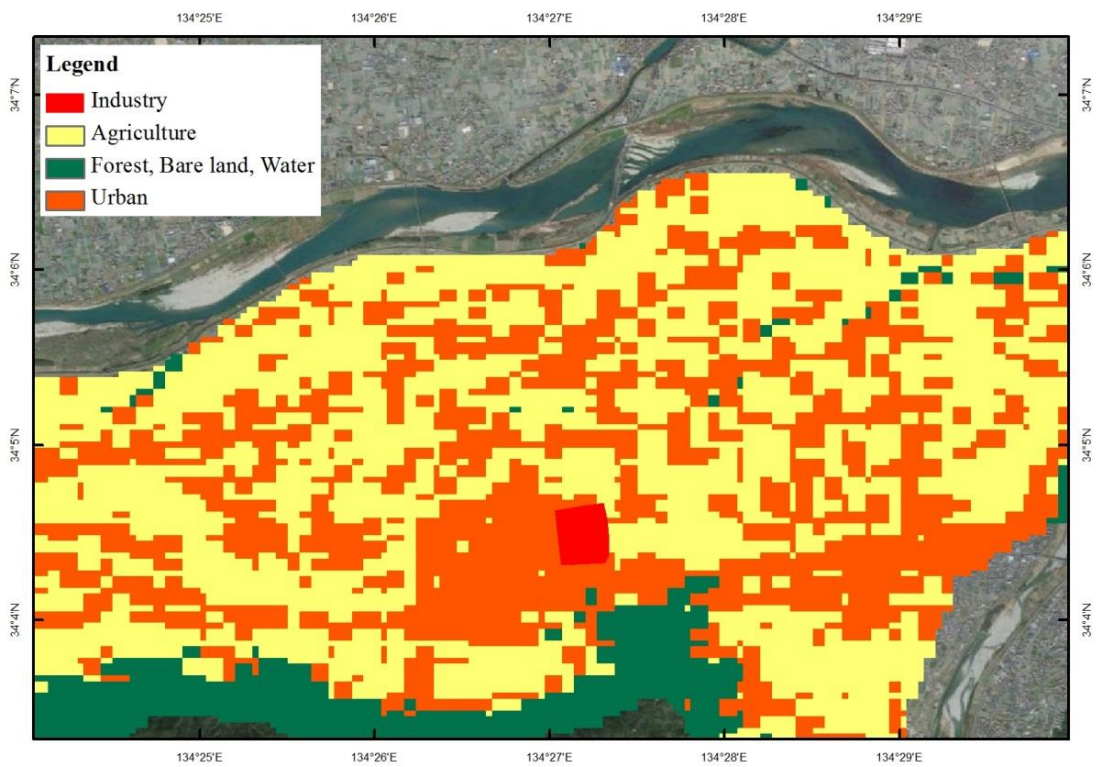 134°25'E 134°26'E 134°27'E 134°28'E 134°29'E
Legend
Industry
Agriculture
Forest, Bare land, Water
Urban
34°7'N 34°7'N
34°6'N 34°6'N
34°5'N 34°5'N
34°4'N 34°4'N
134°25'E 134°26'E 134°27'E 134°28'E 134°29'E